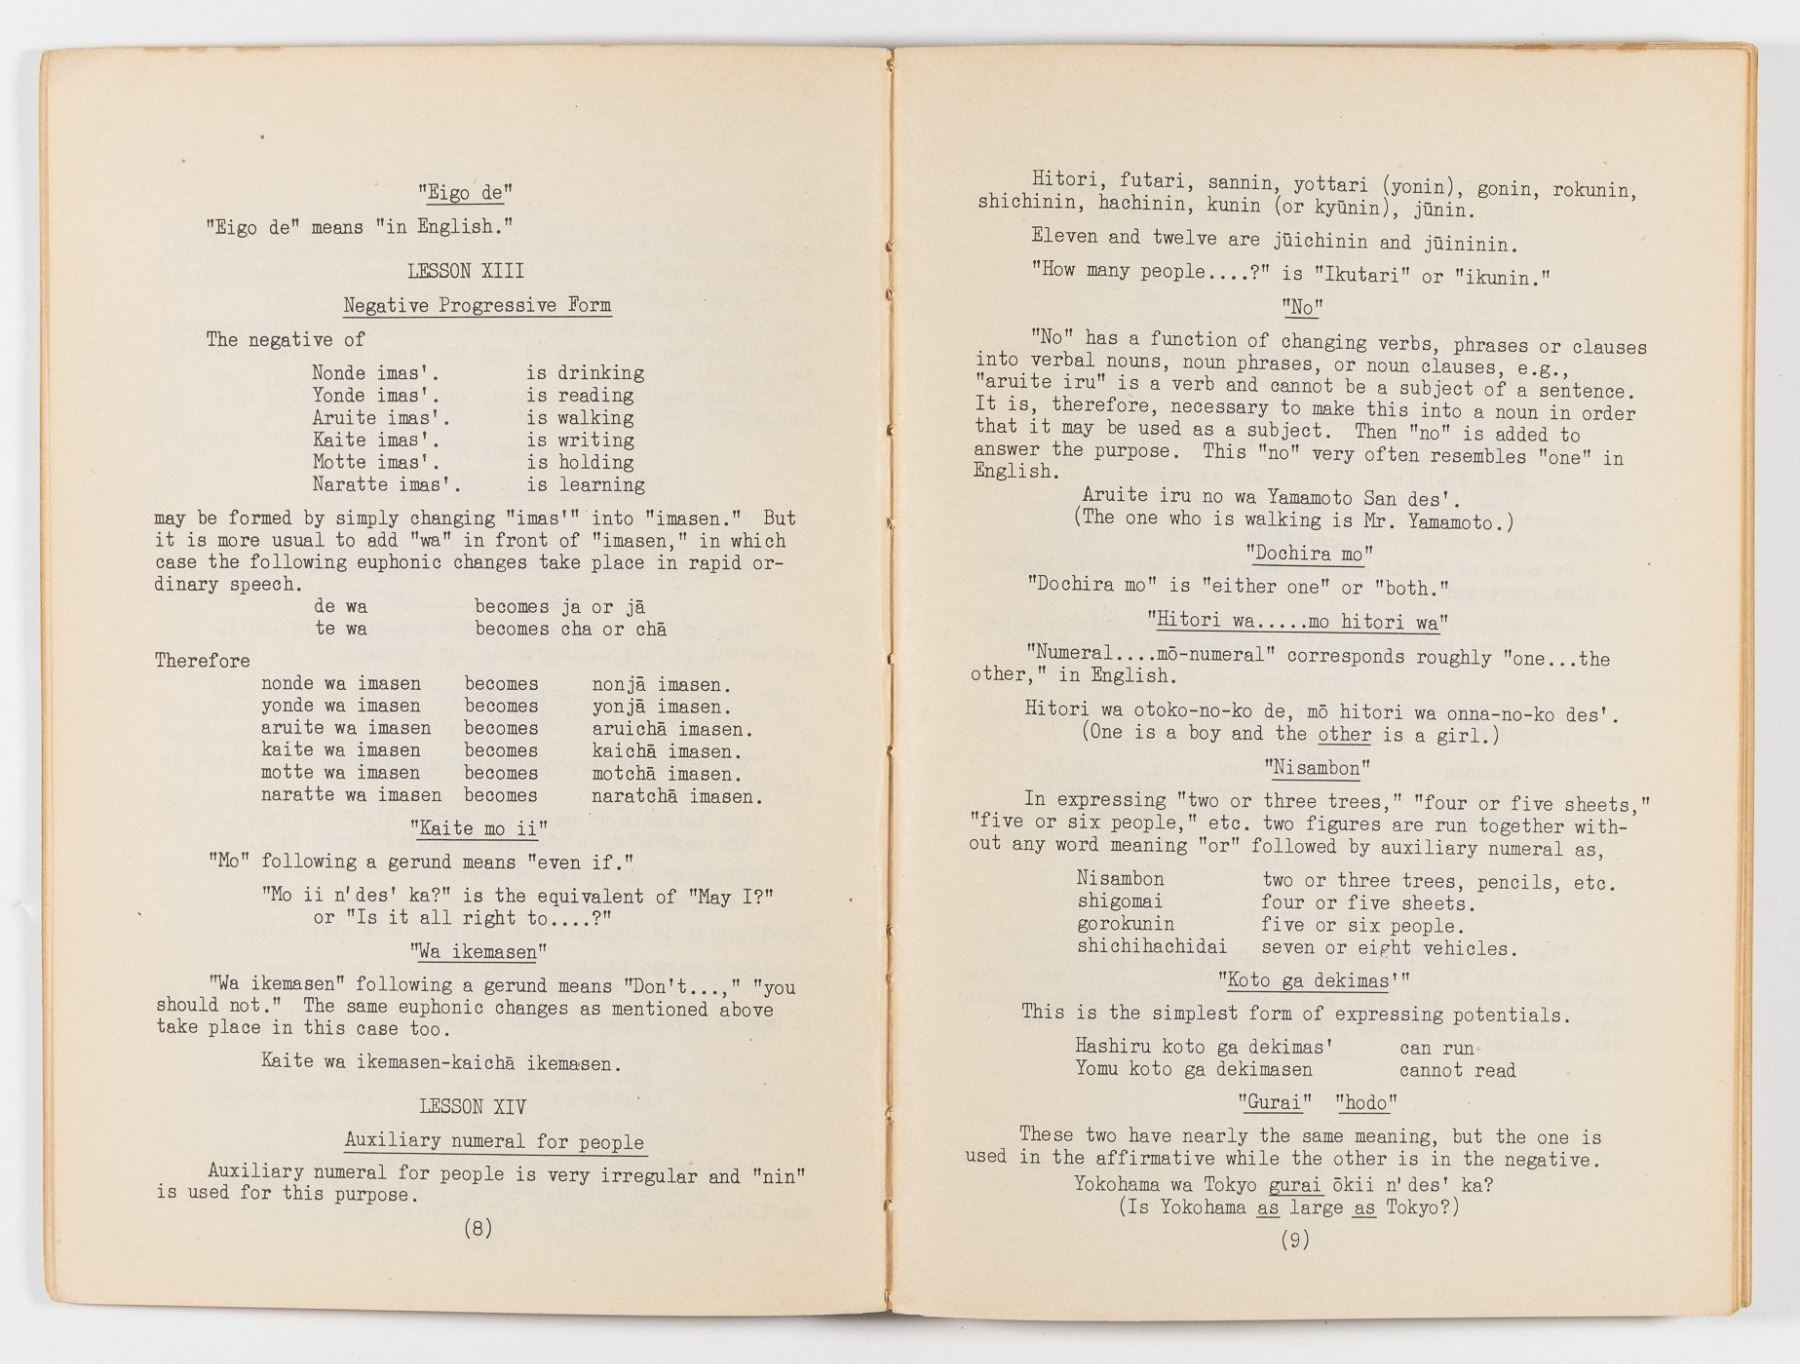 "Eigo de"
"Eigo de" means "in English."
LESSON XIII
Negative Progressive Form
The negative of
Nonde imas'. is drinking
Yonde imas'. is reading
Aruite imas'. is walking
Kaite imas'. is writing
Motte imas'. is holding
Naratte imas'. is learning
may be formed by simply changing "imas'" into "imasen." But
it is more usual to add "wa" in front of "imasen," in which
case the following euphonic changes take place in rapid or-
dinary speech.
de wa becomes ja or jā
te wa becomes cha or chā
Therefore
nonde wa imasen becomes nonjā imasen.
yonde wa imasen becomes yonjā imasen.
aruite wa imasen becomes aruichā imasen.
kaite wa imasen becomes kaichā imasen.
motte wa imasen becomes motchā imasen.
naratte wa imasen becomes naratchā imasen.
"Kaite mo ii"
"Mo" following a gerund means "even if."
"Mo ii n'des' ka?" is the equivalent of "May I?"
or "Is it all right to....?"
"Wa ikemasen"
"Wa ikemasen" following a gerund means "Don't...," "you
should not." The same euphonic changes as mentioned above
take place in this case too.
Kaite wa ikemasen-kaichā ikemasen.
LESSON XIV
Auxiliary numeral for people
Auxiliary numeral for people is very irregular and "nin"
is used for this purpose.
(8)
Hitori, futari, sannin, yottari (yonin), gonin, rokunin,
shichinin, hachinin, kunin (or kyūnin), jūnin.
Eleven and twelve are jūichinin and jūininin.
"How many people....?" is "Ikutari" or "ikunin."
"No"
"No" has a function of changing verbs, phrases or clauses
into verbal nouns, noun phrases, or noun clauses, e.g.,
"aruite iru" is a verb and cannot be a subject of a sentence.
It is, therefore, necessary to make this into a noun in order
that it may be used as a subject. Then "no" is added to
answer the purpose. This "no" very often resembles "one" in
English.
Aruite iru no wa Yamamoto San des'.
(The one who is walking is Mr. Yamamoto.)
"Dochira mo"
"Dochira mo" is "either one" or "both."
"Hitori wa.....mo hitori wa"
"Numeral....mō-numeral" corresponds roughly "one...the
other," in English.
Hitori wa otoko-no-ko de, mō hitori wa onna-no-ko des'.
(One is a boy and the other is a girl.)
"Nisambon"
In expressing "two or three trees," "four or five sheets,"
"five or six people," etc. two figures are run together with-
out any word meaning "or" followed by auxiliary numeral as,
Nisambon two or three trees, pencils, etc.
shigomai four or five sheets.
gorokunin five or six people.
shichihachidai seven or eight vehicles.
"Koto ga dekimas'"
This is the simplest form of expressing potentials.
Hashiru koto ga dekimas' can run
Yomu koto ga dekimasen cannot read
"Gurai" "hodo"
These two have nearly the same meaning, but the one is
used in the affirmative while the other is in the negative.
Yokohama wa Tokyo gurai ōkii n'des' ka?
(Is Yokohama as large as Tokyo?)
(9)